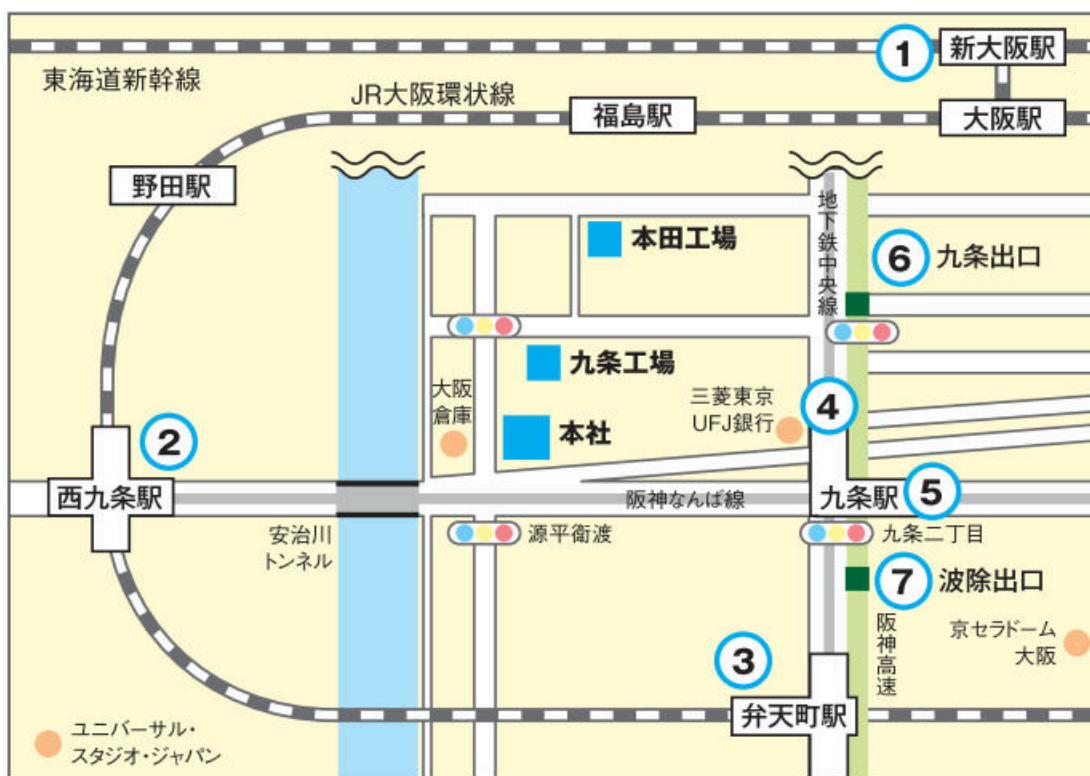 ①
新大阪駅
東海道新幹線
JR大阪環状線
福島駅
大阪駅
野田駅
地下鉄中央線
本田工場
⑥
九条出口
九条工場
大阪
倉庫
三菱東京
UFJ銀行
④
本社
②
西九条駅
阪神なんば線
九条駅
⑤
安治川
トンネル
源平衛渡
九条二丁目
⑦
波除出口
阪神高速
京セラドーム
大阪
③
弁天町駅
ユニバーサル・
スタジオ・ジャパン